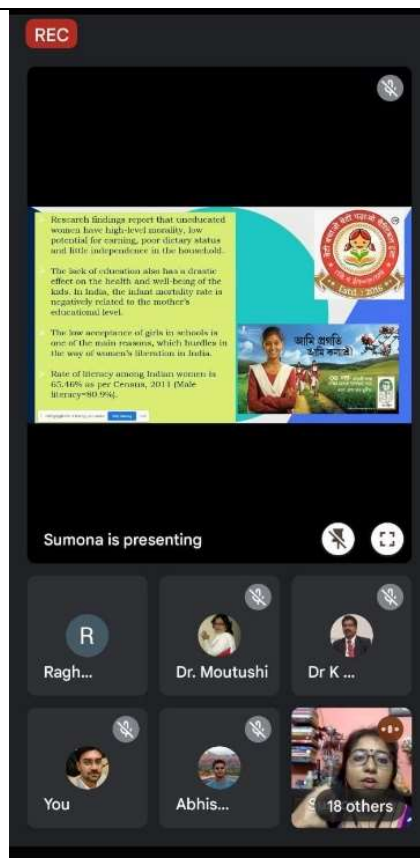 REC
Research findings report that uneducated
women have high-level morality, low
potential for earning, poor dietary status
and little independence in the household.
The lack of education also has a drastic
effect on the health and well-being of the
kids. In India, the infant mortality rate is
negatively related to the mother's
educational level.
The low acceptance of girls in schools is
one of the main reasons, which hurdles in
the way of women's liberation in India.
Rate of literacy among Indian women is
65.46% as per Census, 2011 (Male
literacy=80.9%).
আমি প্রগতি
আমি কন্যাশ্রী
Sumona is presenting
R
Ragh...
Dr. Moutushi
Dr K ...
You
Abhis...
18 others